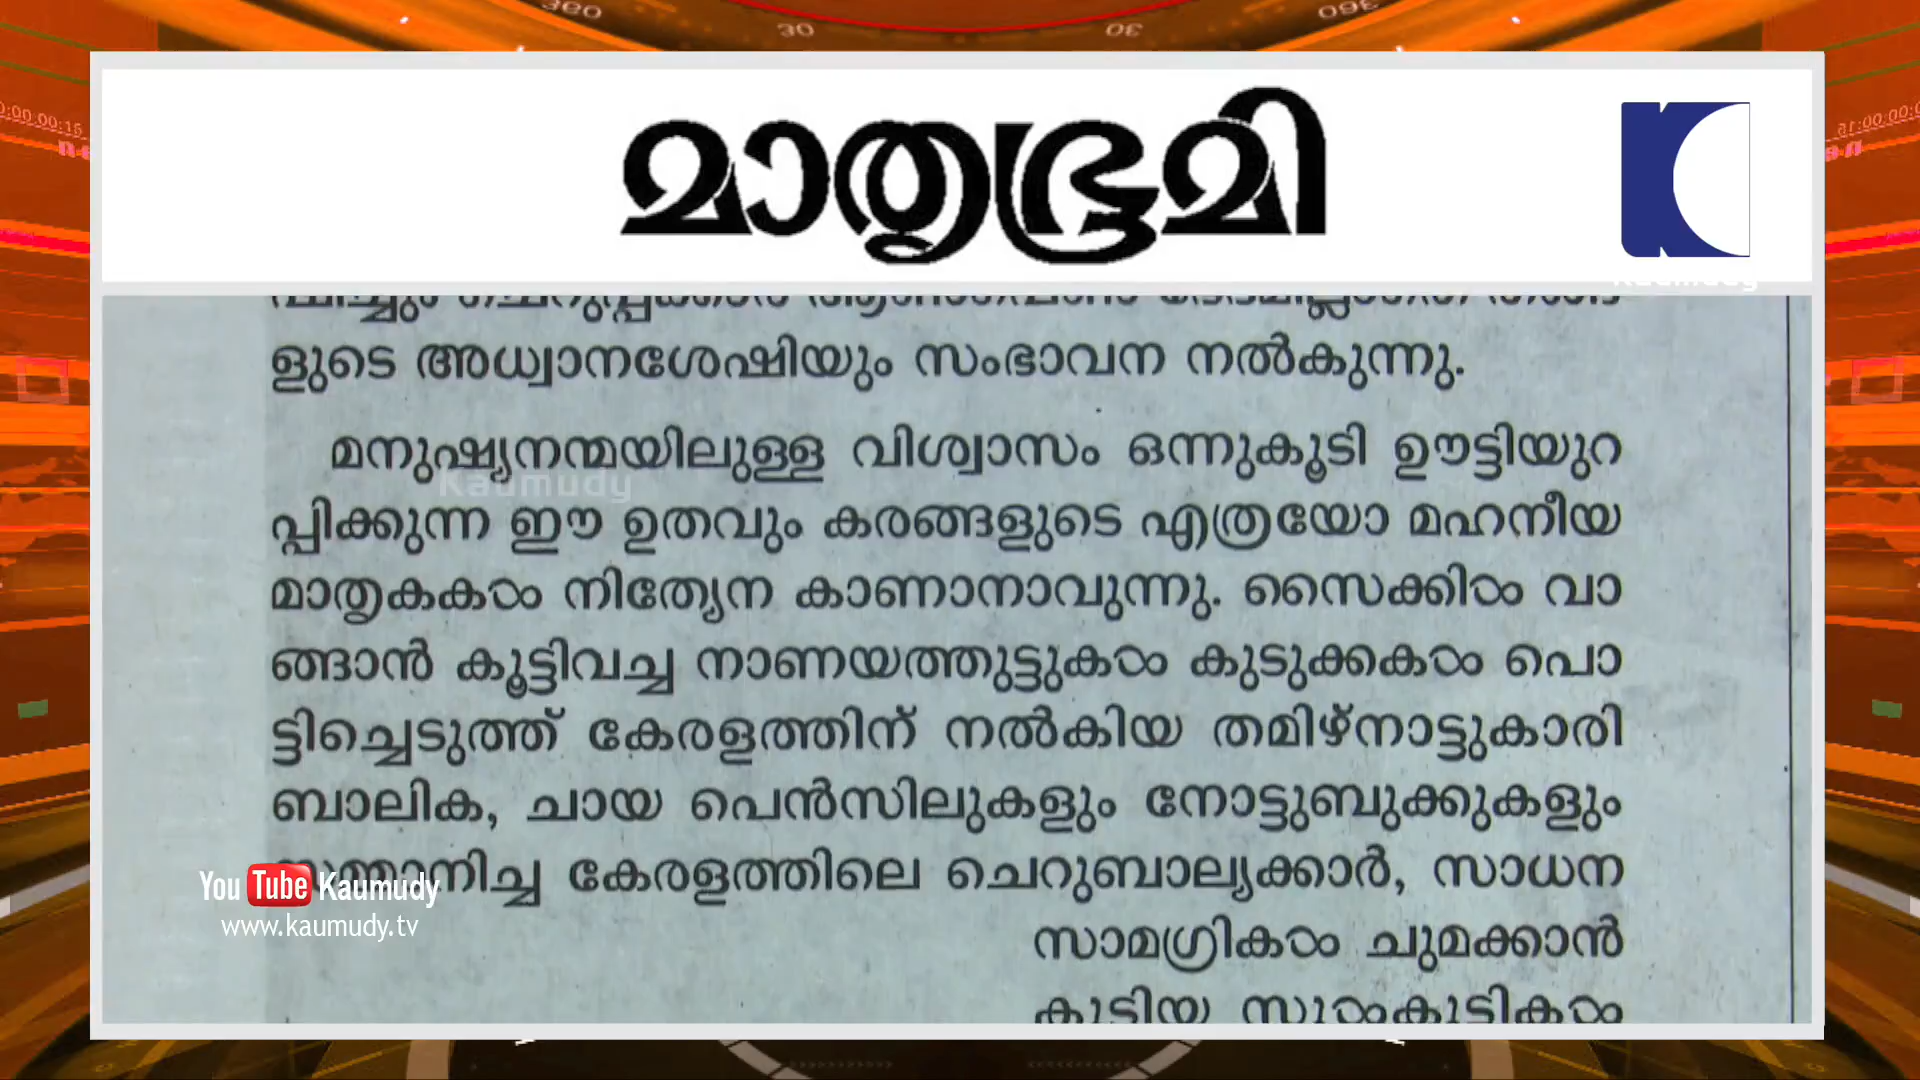 മാതൃഭൂമി
ളുടെ അധ്വാനശേഷിയും സംഭാവന നൽകുന്നു.
മനുഷ്യനന്മയിലുള്ള വിശ്വാസം ഒന്നുകൂടി ഊട്ടിയുറ
പ്പിക്കുന്ന ഈ ഉതവും കരങ്ങളുടെ എത്രയോ മഹനീയ
മാതൃകകൾ നിത്യേന കാണാനാവുന്നു. സൈക്കിൾ വാ
ങ്ങാൻ കൂട്ടിവച്ച നാണയത്തുട്ടുകൾ കുടുക്കകൾ പൊ
ട്ടിച്ചെടുത്ത് കേരളത്തിന് നൽകിയ തമിഴ്നാട്ടുകാരി
ബാലിക, ചായ പെൻസിലുകളും നോട്ടുബുക്കുകളും
കേരളത്തിലെ ചെറുബാല്യക്കാർ, സാധന
സാമഗ്രികൾ ചുമക്കാൻ
Kaumudy
You Tube Kaumudy
www.kaumudy.tv